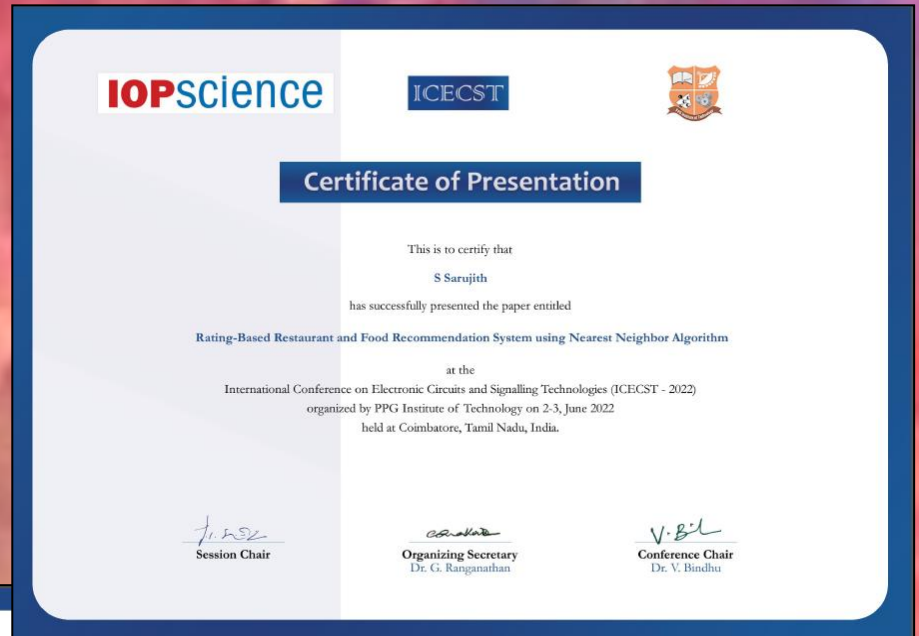 IOPscience
ICECST
Certificate of Presentation
This is to certify that
S Sarujith
has successfully presented the paper entitled
Rating-Based Restaurant and Food Recommendation System using Nearest Neighbor Algorithm
at the
International Conference on Electronic Circuits and Signalling Technologies (ICECST - 2022)
organized by PPG Institute of Technology on 2-3, June 2022
held at Coimbatore, Tamil Nadu, India.
V. Bil
Session Chair
Organizing Secretary
Conference Chair
Dr. G. Ranganathan
Dr. V. Bindhu